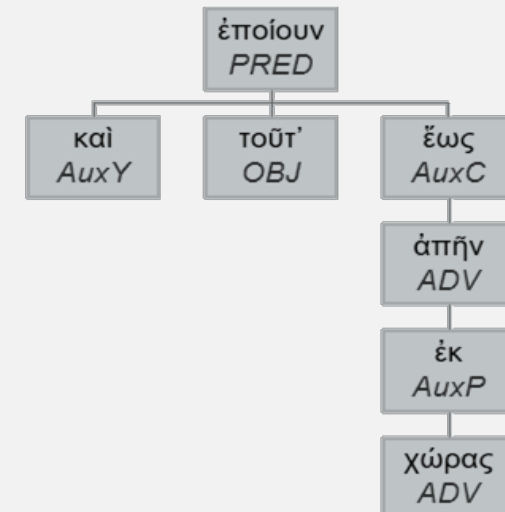 ἐποίουν
PRED
καὶ τοῦτ’ ἕως
AuxY OBJ AuxC
ἀπῆν
ADV
ἐκ
AuxP
χώρας
ADV